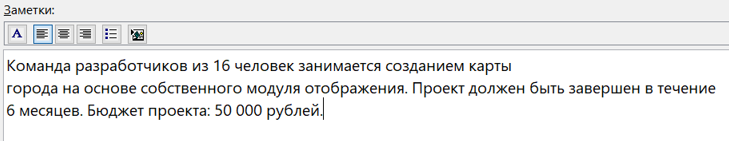 Заметки:
A
Команда разработчиков из 16 человек занимается созданием карты
города на основе собственного модуля отображения. Проект должен быть завершен в течение
6 месяцев. Бюджет проекта: 50 000 рублей.